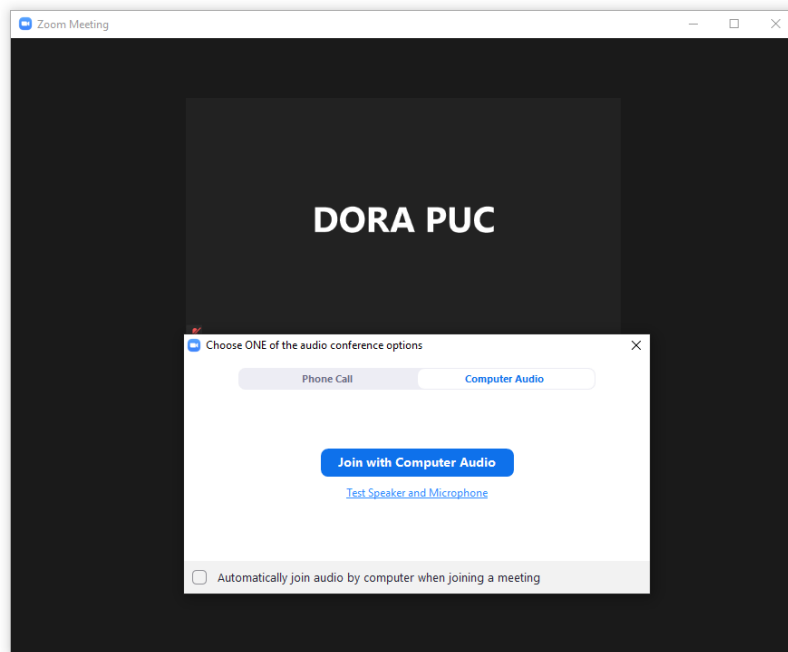 Zoom Meeting
DORA PUC
Choose ONE of the audio conference options
Phone Call
Computer Audio
Join with Computer Audio
Test Speaker and Microphone
Automatically join audio by computer when joining a meeting